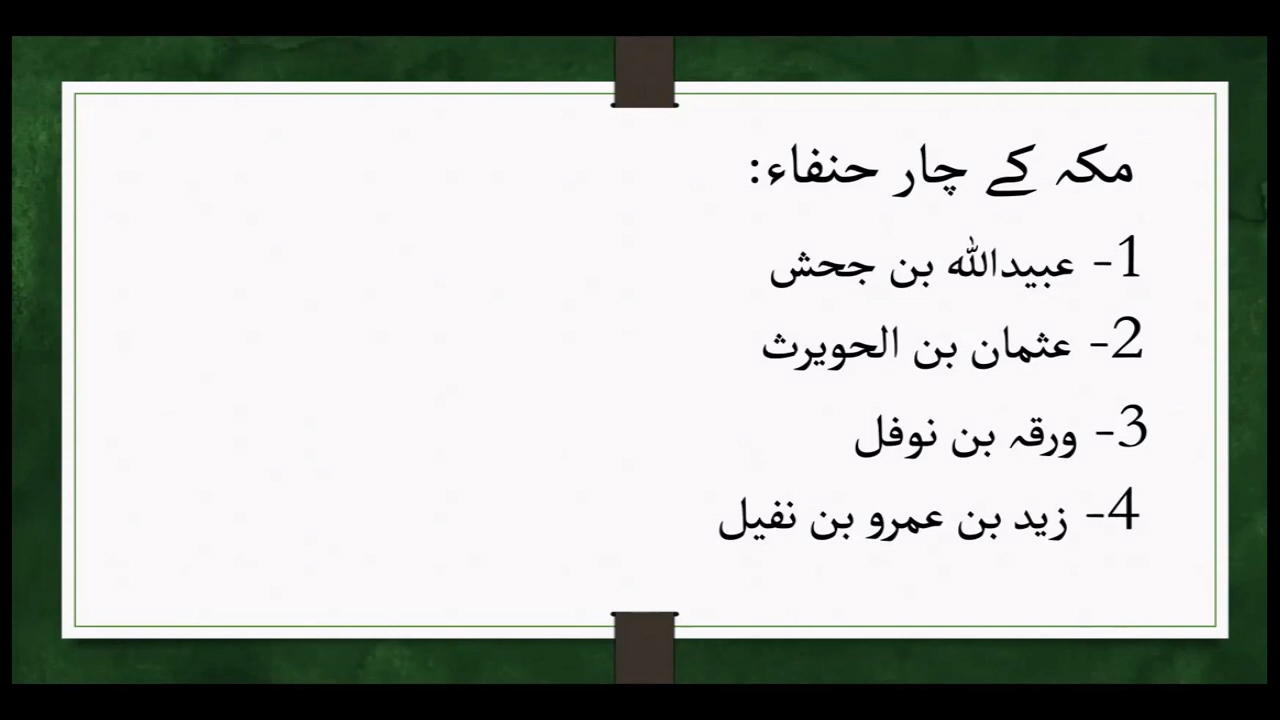 مکہ کے چار حنفاء:
1- عبیداللہ بن جحش
2- عثمان بن الحویرث
3- ورقہ بن نوفل
4- زید بن عمرو بن نفیل